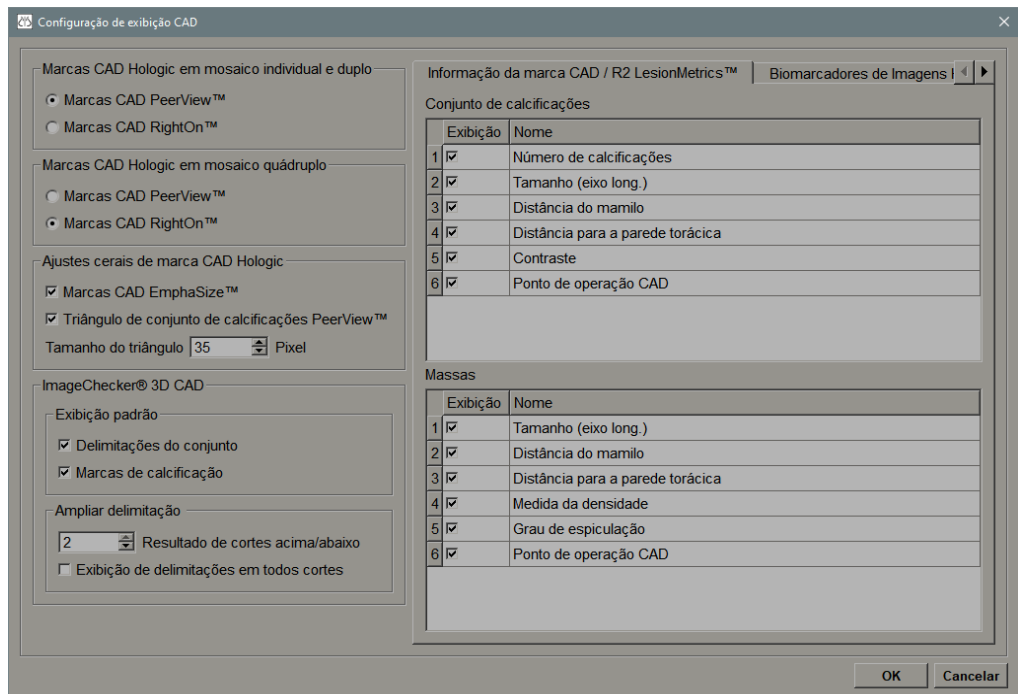 Configuração de exibição CAD
Marcas CAD Hologic em mosaico individual e duplo
Marcas CAD PeerView™
Marcas CAD RightOn™
Marcas CAD Hologic em mosaico quádruplo
Marcas CAD PeerView™
Marcas CAD RightOn™
Ajustes cerais de marca CAD Hologic
Marcas CAD EmphaSize™
Triângulo de conjunto de calcificações PeerView™
Tamanho do triângulo 35 Pixel
ImageChecker® 3D CAD
Exibição padrão
Delimitações do conjunto
Marcas de calcificação
Ampliar delimitação
2 Resultado de cortes acima/abaixo
Exibição de delimitações em todos cortes
Informação da marca CAD / R2 LesionMetrics™ Biomarcadores de Imagens
Conjunto de calcificações
Exibição Nome
1 Número de calcificações
2 Tamanho (eixo long.)
3 Distância do mamilo
4 Distância para a parede torácica
5 Contraste
6 Ponto de operação CAD
Massas
Exibição Nome
1 Tamanho (eixo long.)
2 Distância do mamilo
3 Distância para a parede torácica
4 Medida da densidade
5 Grau de espiculação
6 Ponto de operação CAD
OK Cancelar